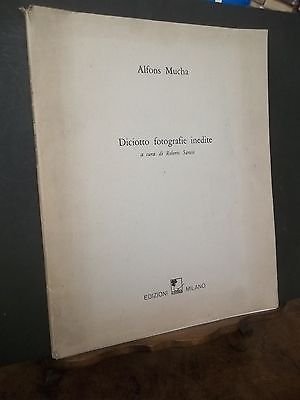 Alfons Mucha
Diciotto fotografie inedite
a cura di Roberto Sanesi
EDIZIONI MILANO